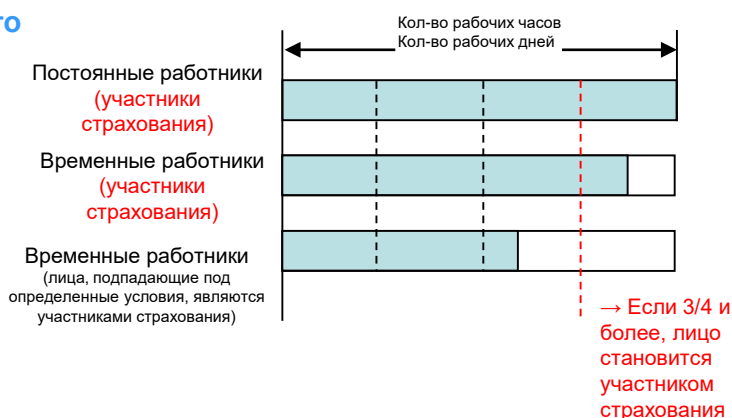 го
Кол-во рабочих часов
Кол-во рабочих дней
Постоянные работники
(участники
страхования)
Временные работники
(участники
страхования)
Временные работники
(лица, подпадающие под
определенные условия, являются
участниками страхования)
→ Если 3/4 и
более, лицо
становится
участником
страхования